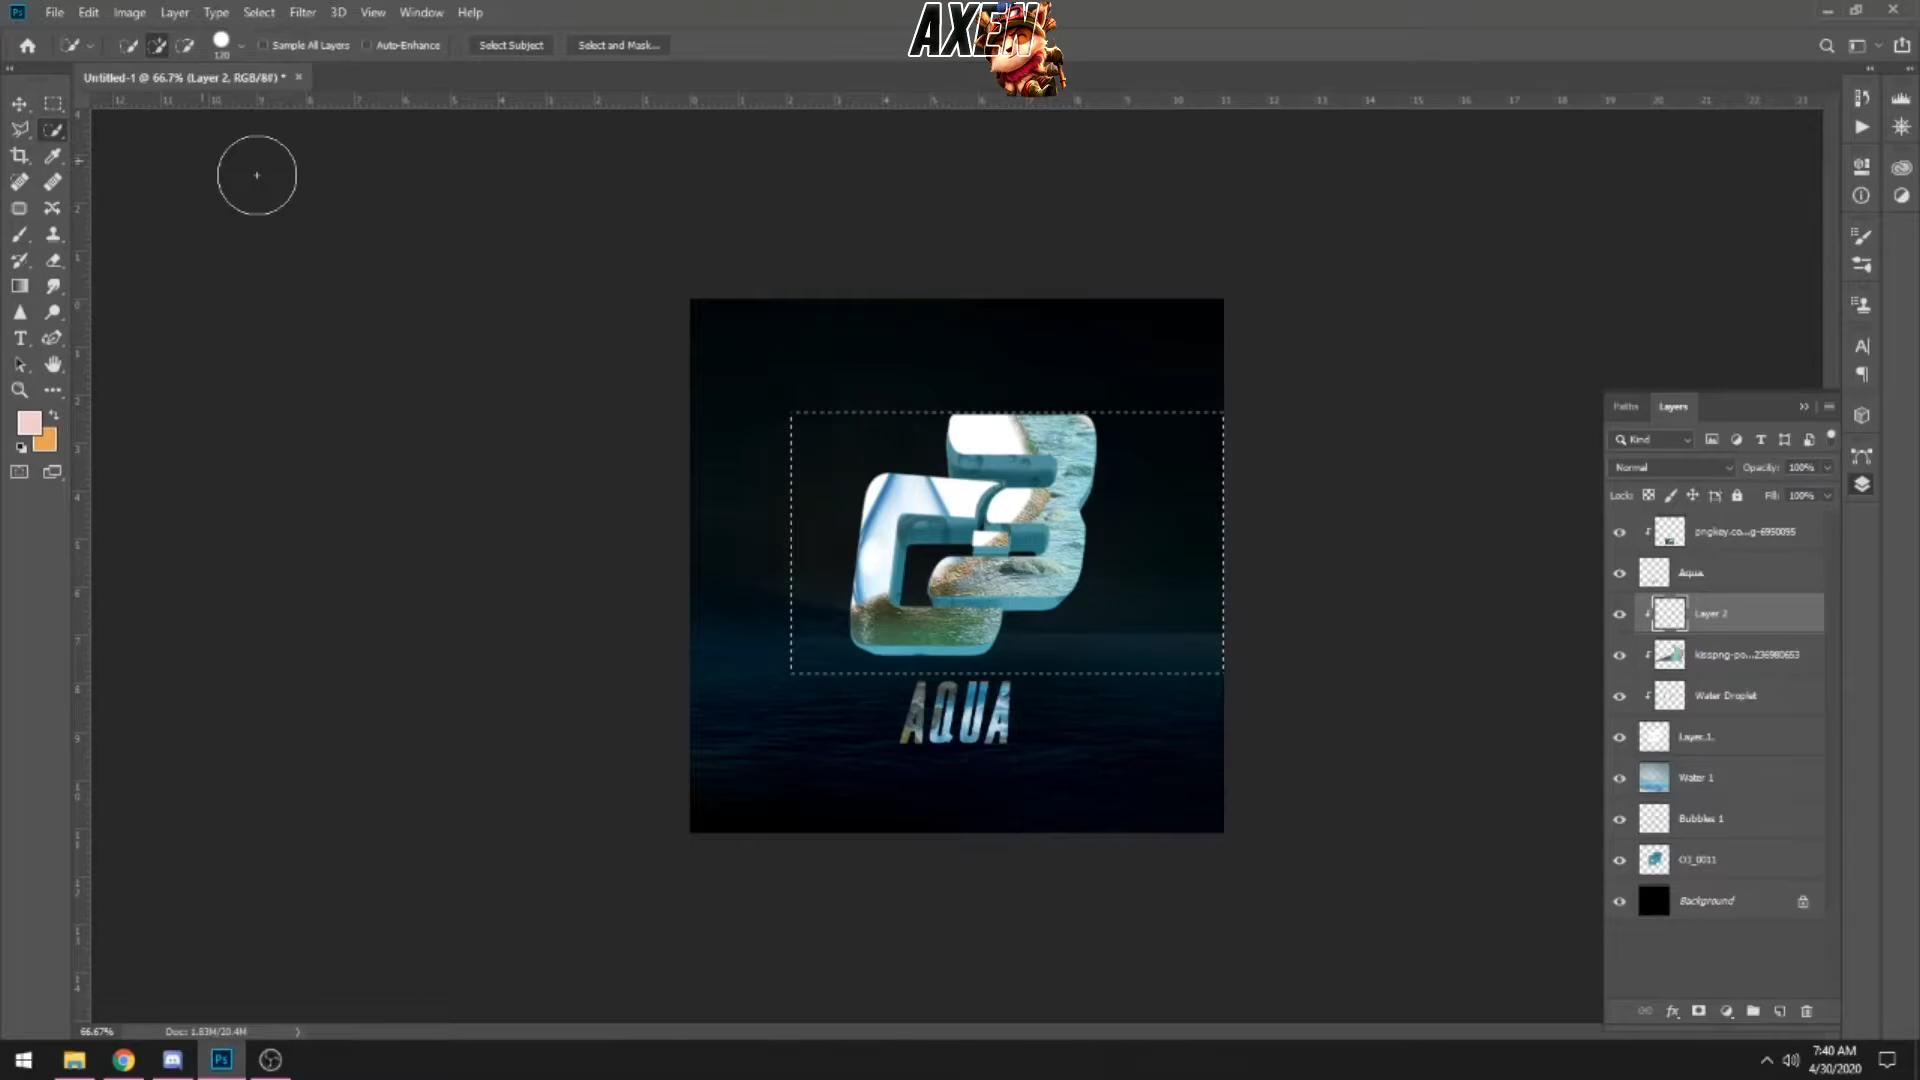 File Edit Image Layer Type Select Filter 3D View Window Help
AXEN
120
Sample All Layers Auto-Enhance Select Subject Select and Mask...
Untitled-1 @ 66.7% (Layer 2, RGB/8#) *
Paths Layers
Kind
Normal Opacity: 100%
Lock: Fill: 100%
pngkey.co...g-6950095
Aqua
Layer 2
kisspng-po...236980653
Water Droplet
Layer 1
Water 1
Bubbles 1
Background
AQUA
66.67% Doc: 1.83M/20.4M
7:40 AM
4/30/2020